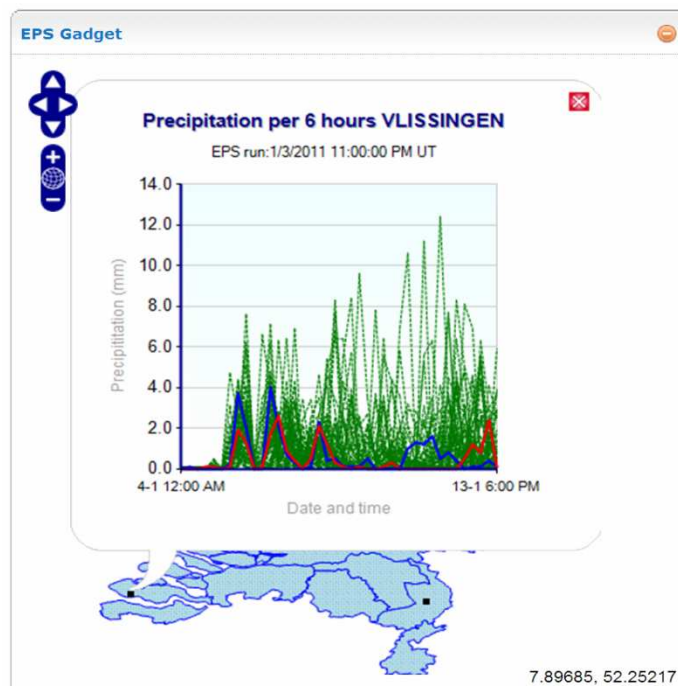 EPS Gadget
Precipitation per 6 hours VLISSINGEN
EPS run:1/3/2011 11:00:00 PM UT
14.0
12.0
10.0
8.0
6.0
4.0
2.0
0.0
Precipititation (mm)
4-1 12:00 AM
13-1 6:00 PM
Date and time
7.89685, 52.25217